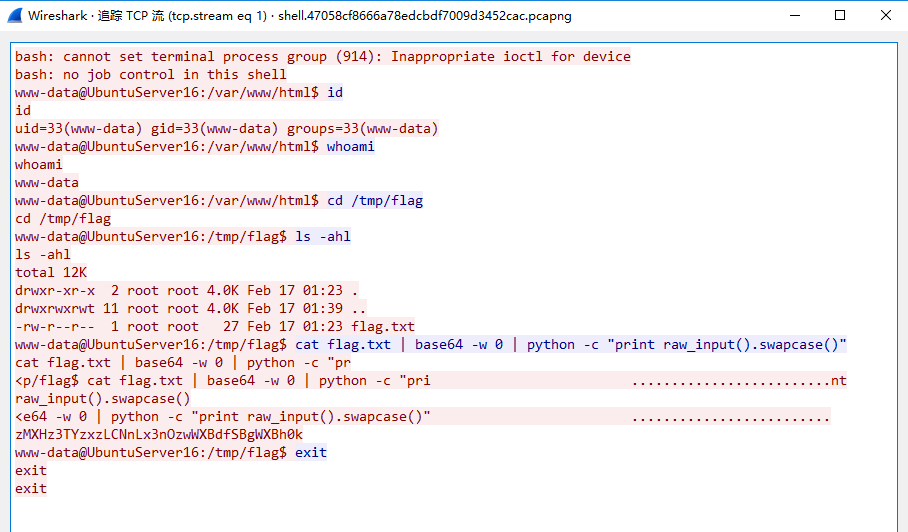 Wireshark · 追踪 TCP 流 (tcp.stream eq 1) · shell.47058cf8666a78edcbdf7009d3452cac.pcapng
bash: cannot set terminal process group (914): Inappropriate ioctl for device
bash: no job control in this shell
www-data@UbuntuServer16:/var/www/html$ id
id
uid=33(www-data) gid=33(www-data) groups=33(www-data)
www-data@UbuntuServer16:/var/www/html$ whoami
whoami
www-data
www-data@UbuntuServer16:/var/www/html$ cd /tmp/flag
cd /tmp/flag
www-data@UbuntuServer16:/tmp/flag$ ls -ahl
ls -ahl
total 12K
drwxr-xr-x  2 root root 4.0K Feb 17 01:23 .
drwxrwxrwt 11 root root 4.0K Feb 17 01:39 ..
-rw-r--r--  1 root root   27 Feb 17 01:23 flag.txt
www-data@UbuntuServer16:/tmp/flag$ cat flag.txt | base64 -w 0 | python -c "print raw_input().swapcase()"
cat flag.txt | base64 -w 0 | python -c "pr
<p/flag$ cat flag.txt | base64 -w 0 | python -c "pri                         .........................nt
raw_input().swapcase()
<e64 -w 0 | python -c "print raw_input().swapcase()"                         .........................
zMXHz3TYzxzLCNnLx3nOzwWXBdfSBgWXBh0k
www-data@UbuntuServer16:/tmp/flag$ exit
exit
exit